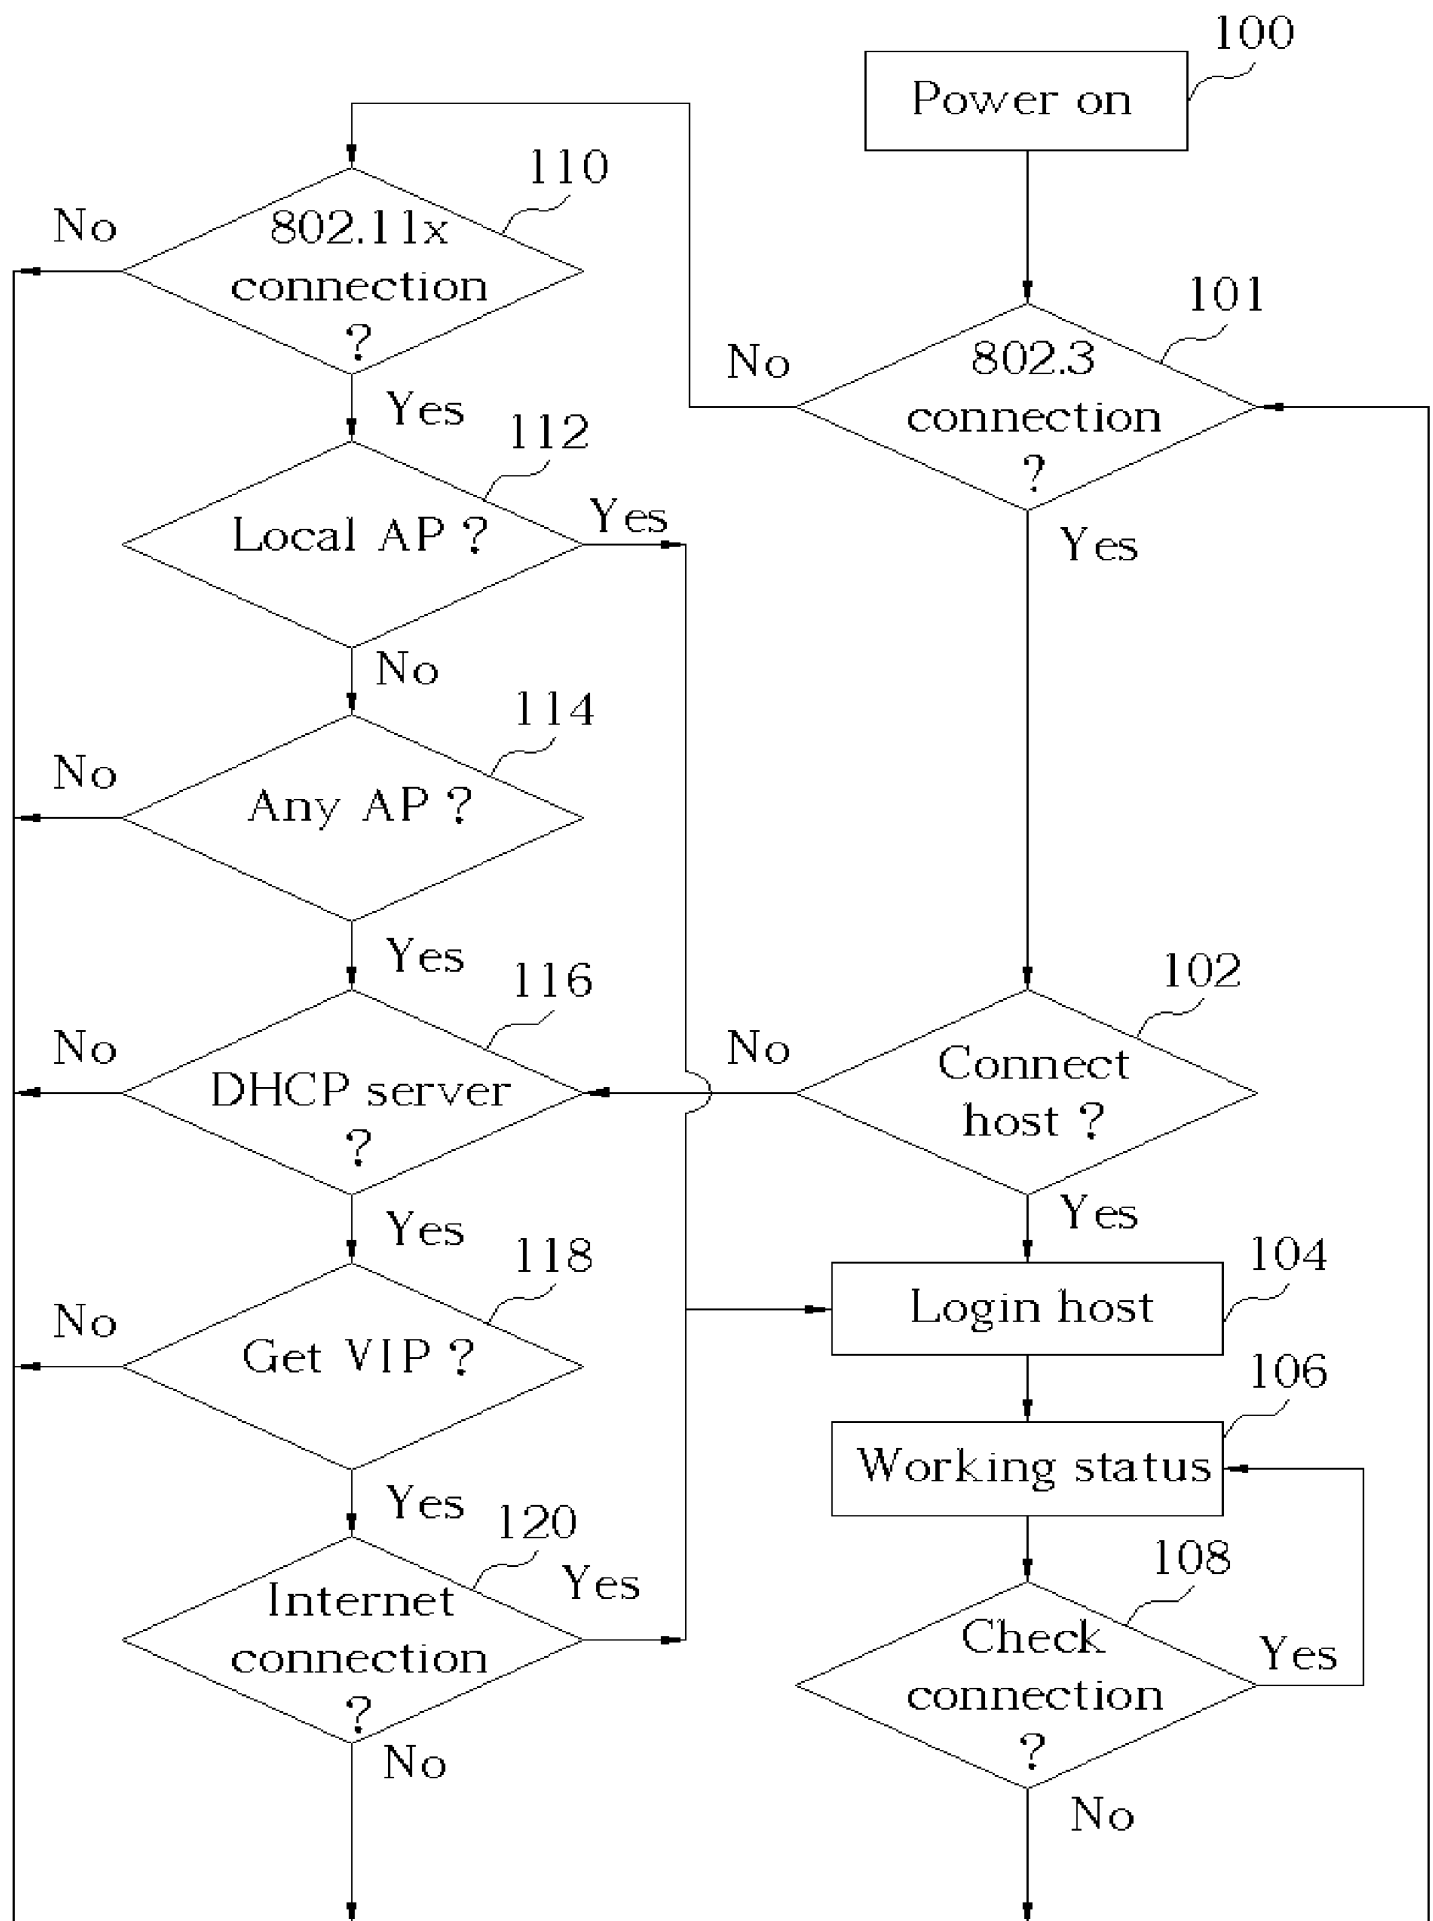 100
Power on
110
No
802.11x
connection
?
Yes
101
No
802.3
connection
?
Yes
112
Local AP ?
Yes
No
114
No
Any AP ?
Yes
116
No
DHCP server
?
Yes
102
No
Connect
host ?
Yes
118
No
Get VIP ?
Yes
104
Login host
106
Working status
120
Internet
connection
?
Yes
No
108
Check
connection
?
Yes
No